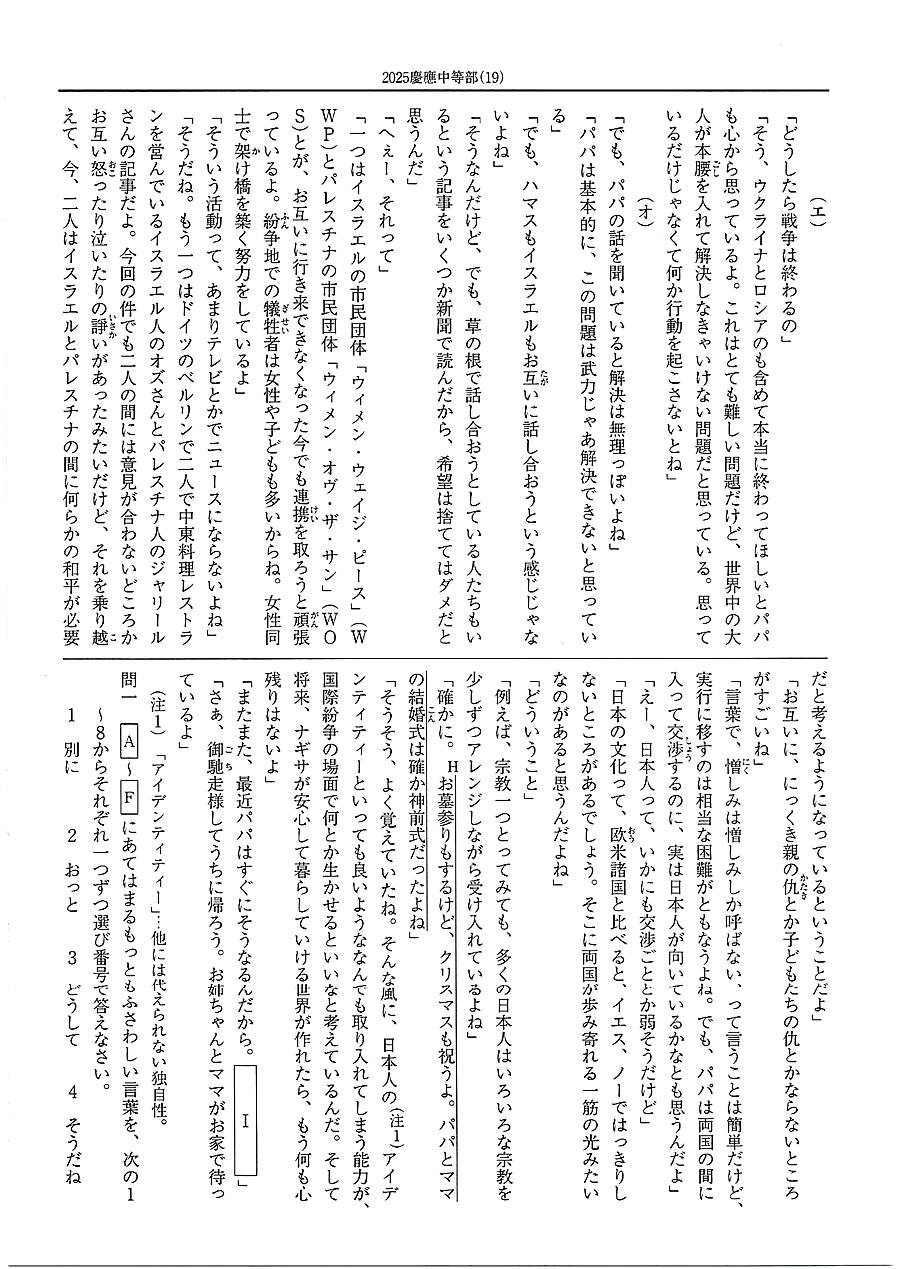 2025慶應中等部(19)
(エ)
「どうしたら戦争は終わるの」
「そう、ウクライナとロシアのも含めて本当に終わってほしいとパパ
も心から思っているよ。これはとても難しい問題だけど、世界中の大
人が本腰を入れて解決しなきゃいけない問題だと思っている。思って
いるだけじゃなくて何か行動を起こさないとね」
(オ)
「でも、パパの話を聞いていると解決は無理っぽいよね」
「パパは基本的に、この問題は武力じゃあ解決できないと思ってい
る」
「でも、ハマスもイスラエルもお互いに話し合おうという感じじゃな
いよね」
「そうなんだけど、でも、草の根で話し合おうとしている人たちもい
るという記事をいくつか新聞で読んだから、希望は捨ててはダメだと
思うんだ」
「へぇー、それって」
「一つはイスラエルの市民団体「ウィメン・ウェイジ・ピース」(W
WP)とパレスチナの市民団体「ウィメン・オヴ・ザ・サン」(WO
S)とが、お互いに行き来できなくなった今でも連携を取ろうと頑張
っているよ。紛争地での犠牲者は女性や子どもも多いからね。女性同
士で架け橋を築く努力をしているよ」
「そういう活動って、あまりテレビとかでニュースにならないよね」
「そうだね。もう一つはドイツのベルリンで二人で中東料理レストラ
ンを営んでいるイスラエル人のオズさんとパレスチナ人のジャリール
さんの記事だよ。今回の件でも二人の間には意見が合わないどころか
お互い怒ったり泣いたりの諍いがあったみたいだけど、それを乗り越
えて、今、二人はイスラエルとパレスチナの間に何らかの和平が必要
だと考えるようになっているということだよ」
「お互いに、にっくき親の仇とか子どもたちの仇とかならないところ
がすごいね」
「言葉で、憎しみは憎しみしか呼ばない、って言うことは簡単だけど、
実行に移すのは相当な困難がともなうよね。でも、パパは両国の間に
入って交渉するのに、実は日本人が向いているかなとも思うんだよ」
「えー、日本人って、いかにも交渉ごととか弱そうだけど」
「日本の文化って、欧米諸国と比べると、イエス、ノーではっきりし
ないところがあるでしょう。そこに両国が歩み寄れる一筋の光みたい
なのがあると思うんだよね」
「どういうこと」
「例えば、宗教一つとってみても、多くの日本人はいろいろな宗教を
少しずつアレンジしながら受け入れているよね」
「確かに。Hお墓参りもするけど、クリスマスも祝うよ。パパとママ
の結婚式は確か神前式だったよね」
「そうそう、よく覚えていたね。そんな風に、日本人の(注1)アイデ
ンティティーといっても良いようななんでも取り入れてしまう能力が、
国際紛争の場面で何とか生かせるといいなと考えているんだ。そして
将来、ナギサが安心して暮らしていける世界が作れたら、もう何も心
残りはないよ」
「またまた、最近パパはすぐにそうなるんだから。 I 」
「さぁ、御馳走様してうちに帰ろう。お姉ちゃんとママがお家で待っ
ているよ」
(注1) 「アイデンティティー」…他には代えられない独自性。
問一 A～Fにあてはまるもっともふさわしい言葉を、次の1
～8からそれぞれ一つずつ選び番号で答えなさい。
1 別に 2 おっと 3 どうして 4 そうだね